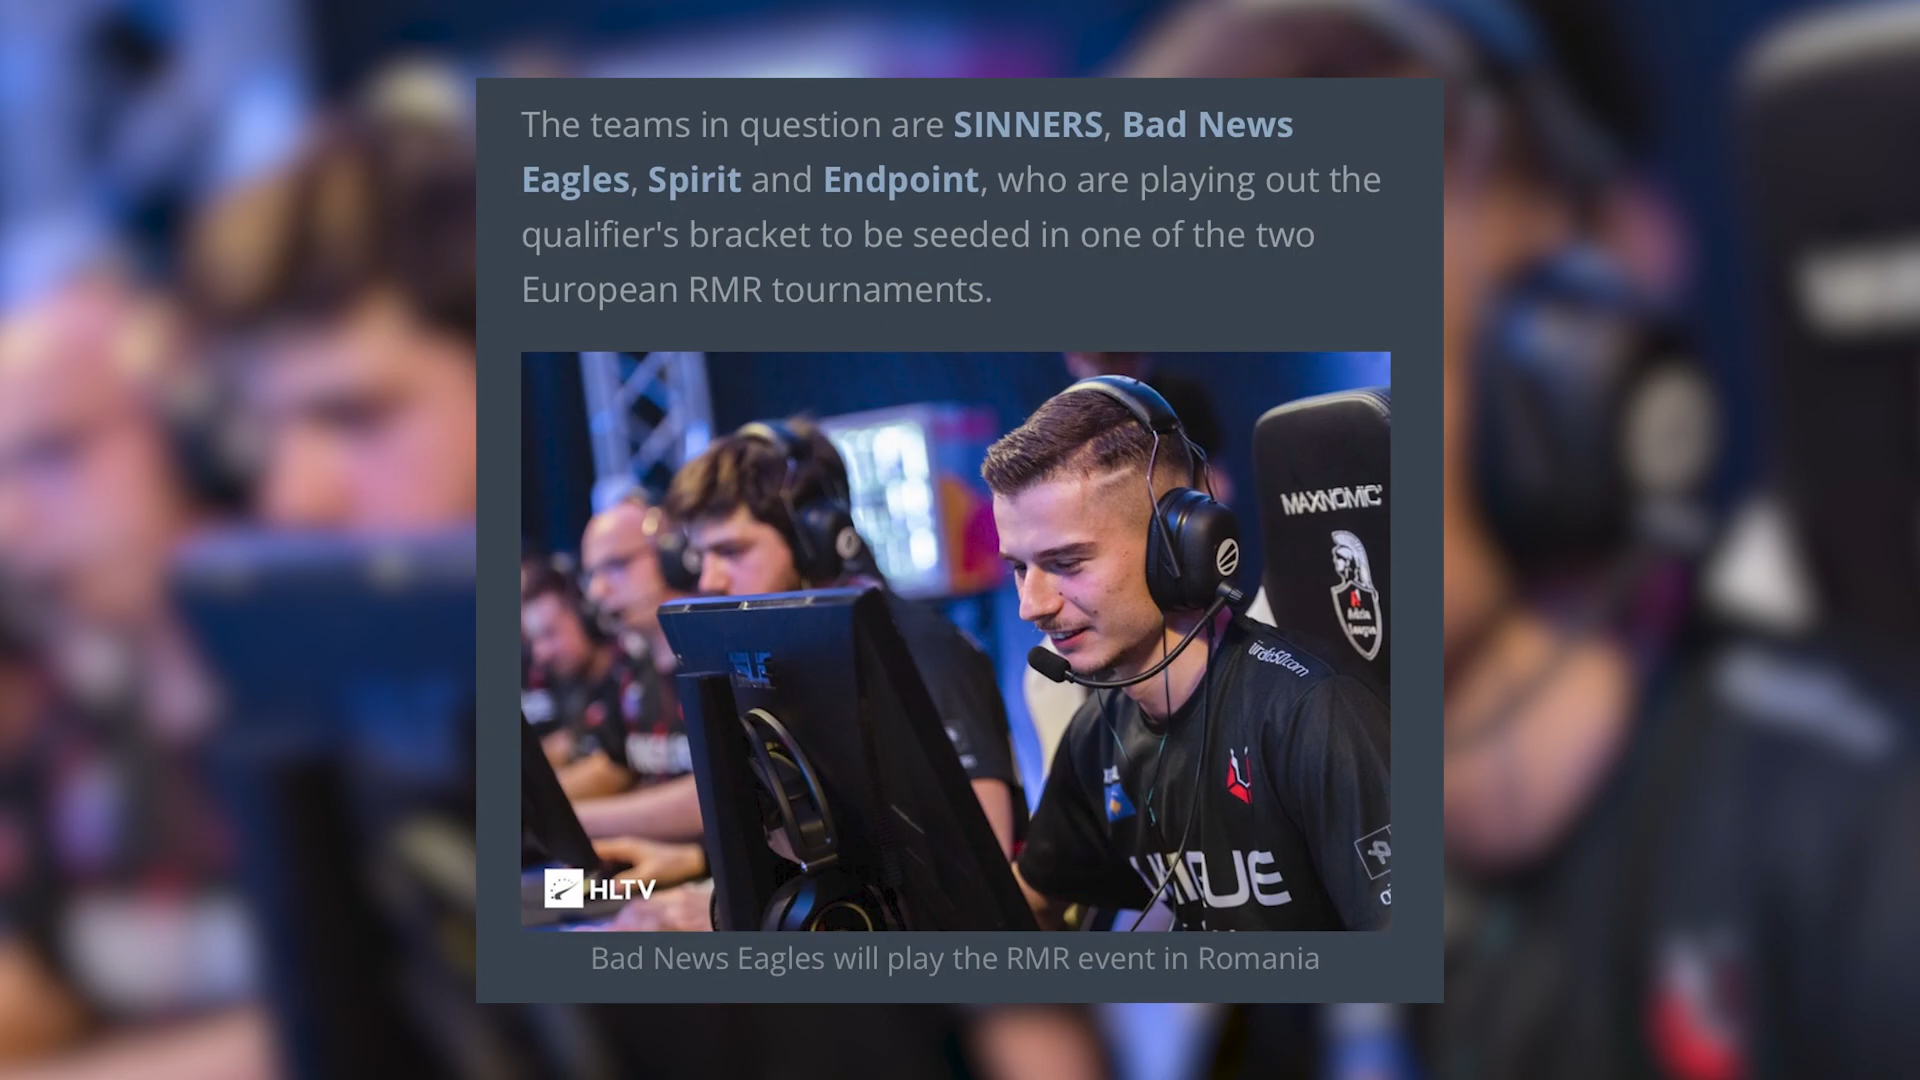 The teams in question are SINNERS, Bad News
Eagles, Spirit and Endpoint, who are playing out the
qualifier's bracket to be seeded in one of the two
European RMR tournaments.
MAXNOMIC
Adria
League
HLTV
Bad News Eagles will play the RMR event in Romania